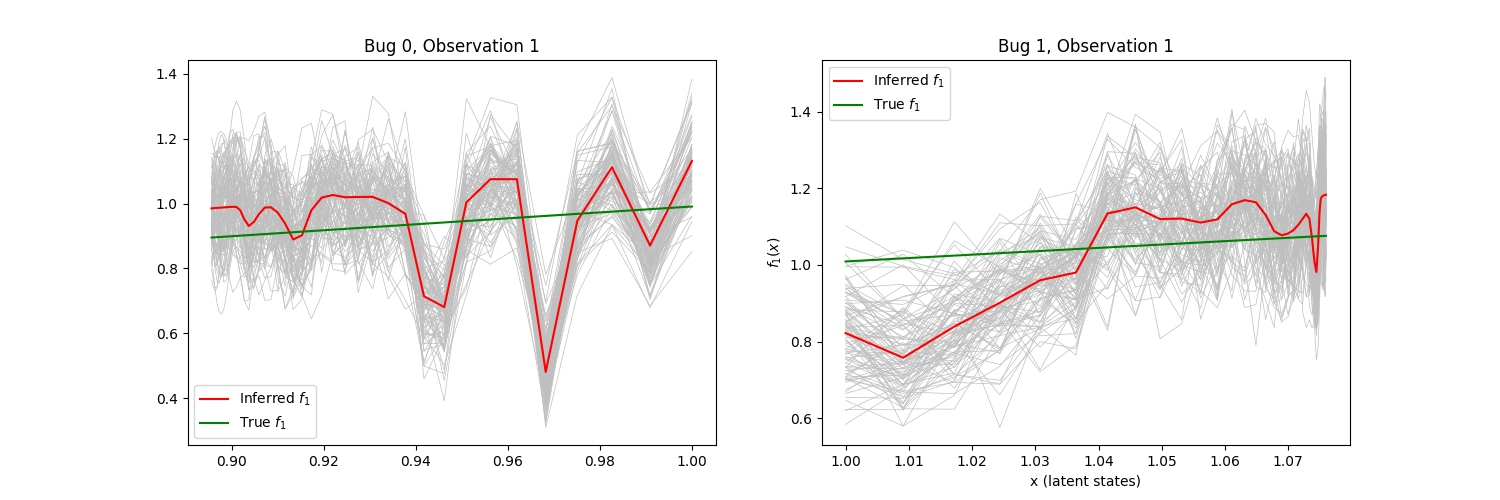 Bug 0, Observation 1
1.4
1.2
1.0
0.8
0.6
0.4
Inferred f₁
True f₁
0.90 0.92 0.94 0.96 0.98 1.00
Bug 1, Observation 1
Inferred f₁
True f₁
f₁(x)
1.4
1.2
1.0
0.8
0.6
1.00 1.01 1.02 1.03 1.04 1.05 1.06 1.07
x (latent states)